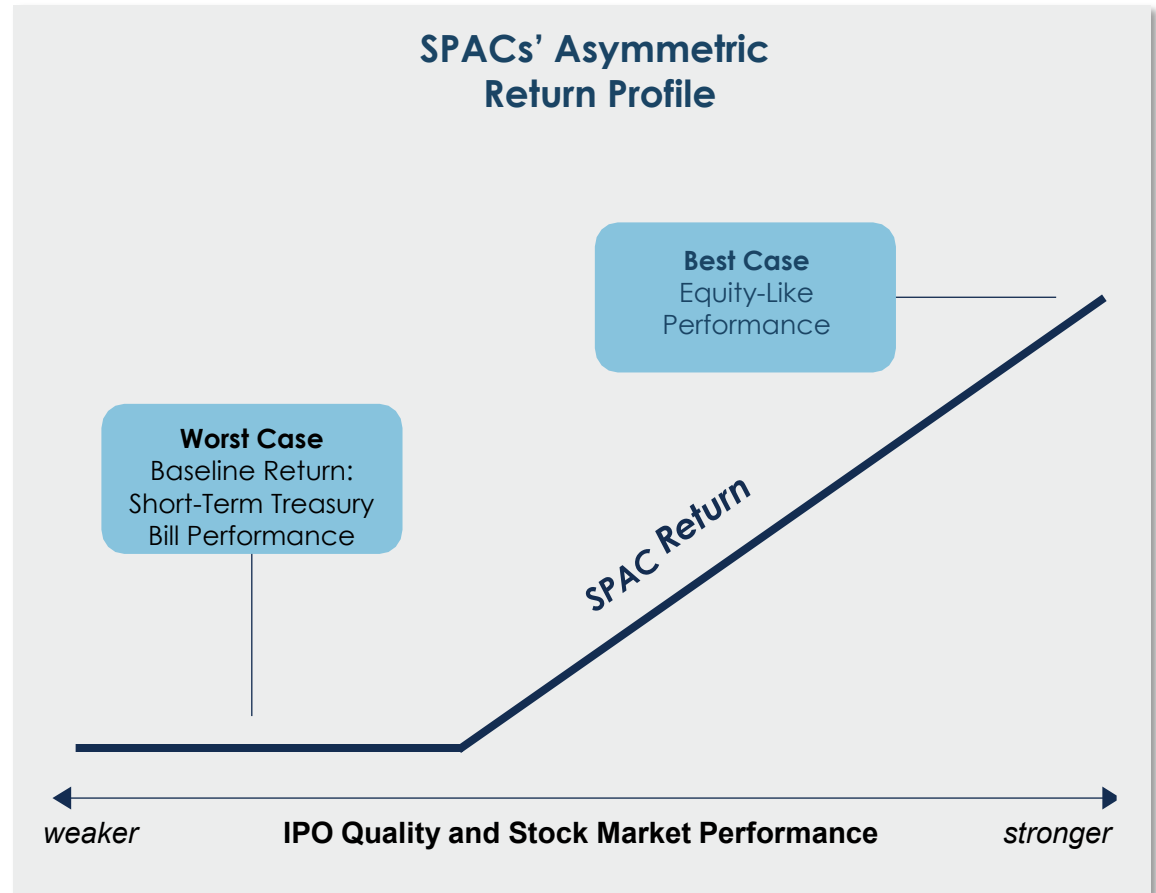 SPACs’ Asymmetric
Return Profile
Best Case
Equity-Like
Performance
Worst Case
Baseline Return:
Short-Term Treasury
Bill Performance
SPAC Return
weaker
IPO Quality and Stock Market Performance
stronger